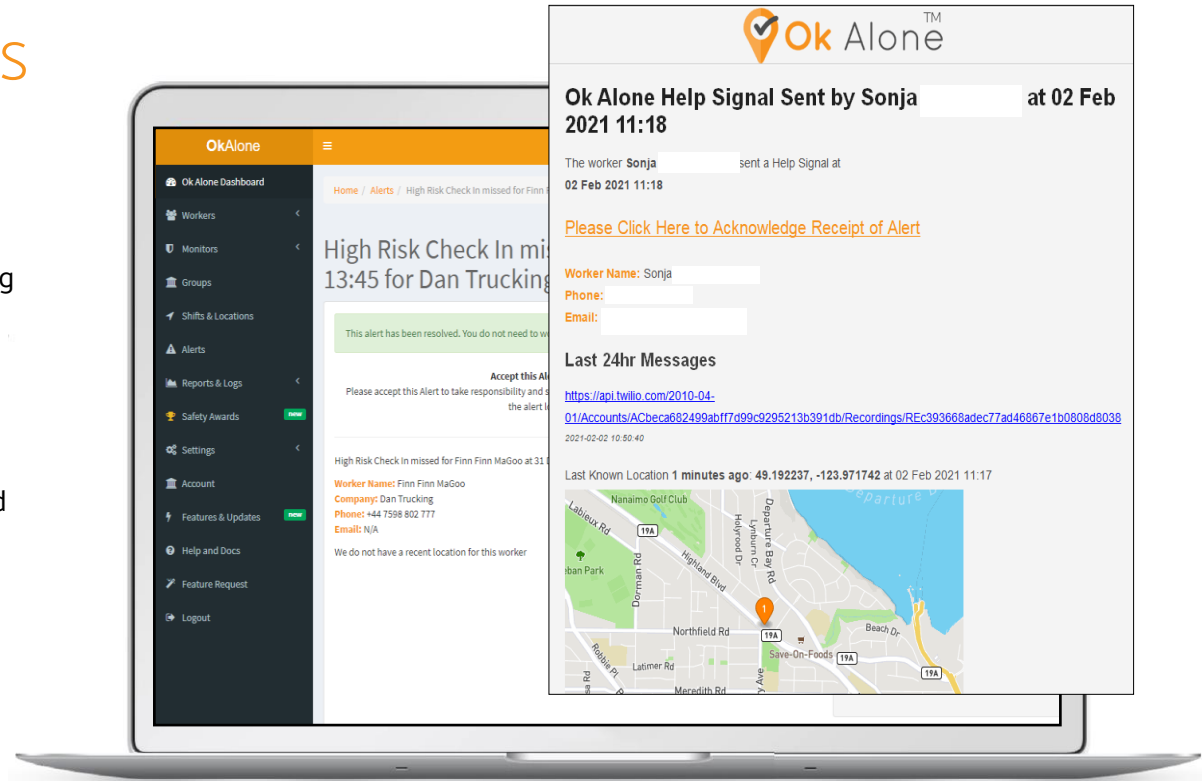 s
g
d
OkAlone
Ok Alone Dashboard
Workers
Monitors
Groups
Shifts & Locations
Alerts
Reports & Logs
Safety Awards new
Settings
Account
Features & Updates new
Help and Docs
Feature Request
Logout
Home / Alerts / High Risk Check In missed for Finn
High Risk Check In mis
13:45 for Dan Trucking
This alert has been resolved. You do not need to w
Accept this Al
Please accept this Alert to take responsibility and s
the alert l
High Risk Check In missed for Finn Finn MaGoo at 31
Worker Name: Finn Finn MaGoo
Company: Dan Trucking
Phone: +44 7598 802 777
Email: N/A
We do not have a recent location for this worker
Ok Alone™
Ok Alone Help Signal Sent by Sonja at 02 Feb
2021 11:18
The worker Sonja sent a Help Signal at
02 Feb 2021 11:18
Please Click Here to Acknowledge Receipt of Alert
Worker Name: Sonja
Phone:
Email:
Last 24hr Messages
https://api.twilio.com/2010-04-
01/Accounts/ACbeca682499abff7d99c9295213b391db/Recordings/REc393668adec77ad46867e1b0808d8038
2021-02-02 10:50:40
Last Known Location 1 minutes ago: 49.192237, -123.971742 at 02 Feb 2021 11:17
Nanaimo Golf Club
Departure
Labieux Rd
19A
Holyrood Dr
Lynburn Cr
Departure Bay Rd
Highland Blvd
eban Park
Dorman Rd
1
Northfield Rd
19A
Beach Dr
Save-On-Foods
19A
19A
Robbie Pl
Latimer Rd
sa Rd
y Ave
Meredith Rd